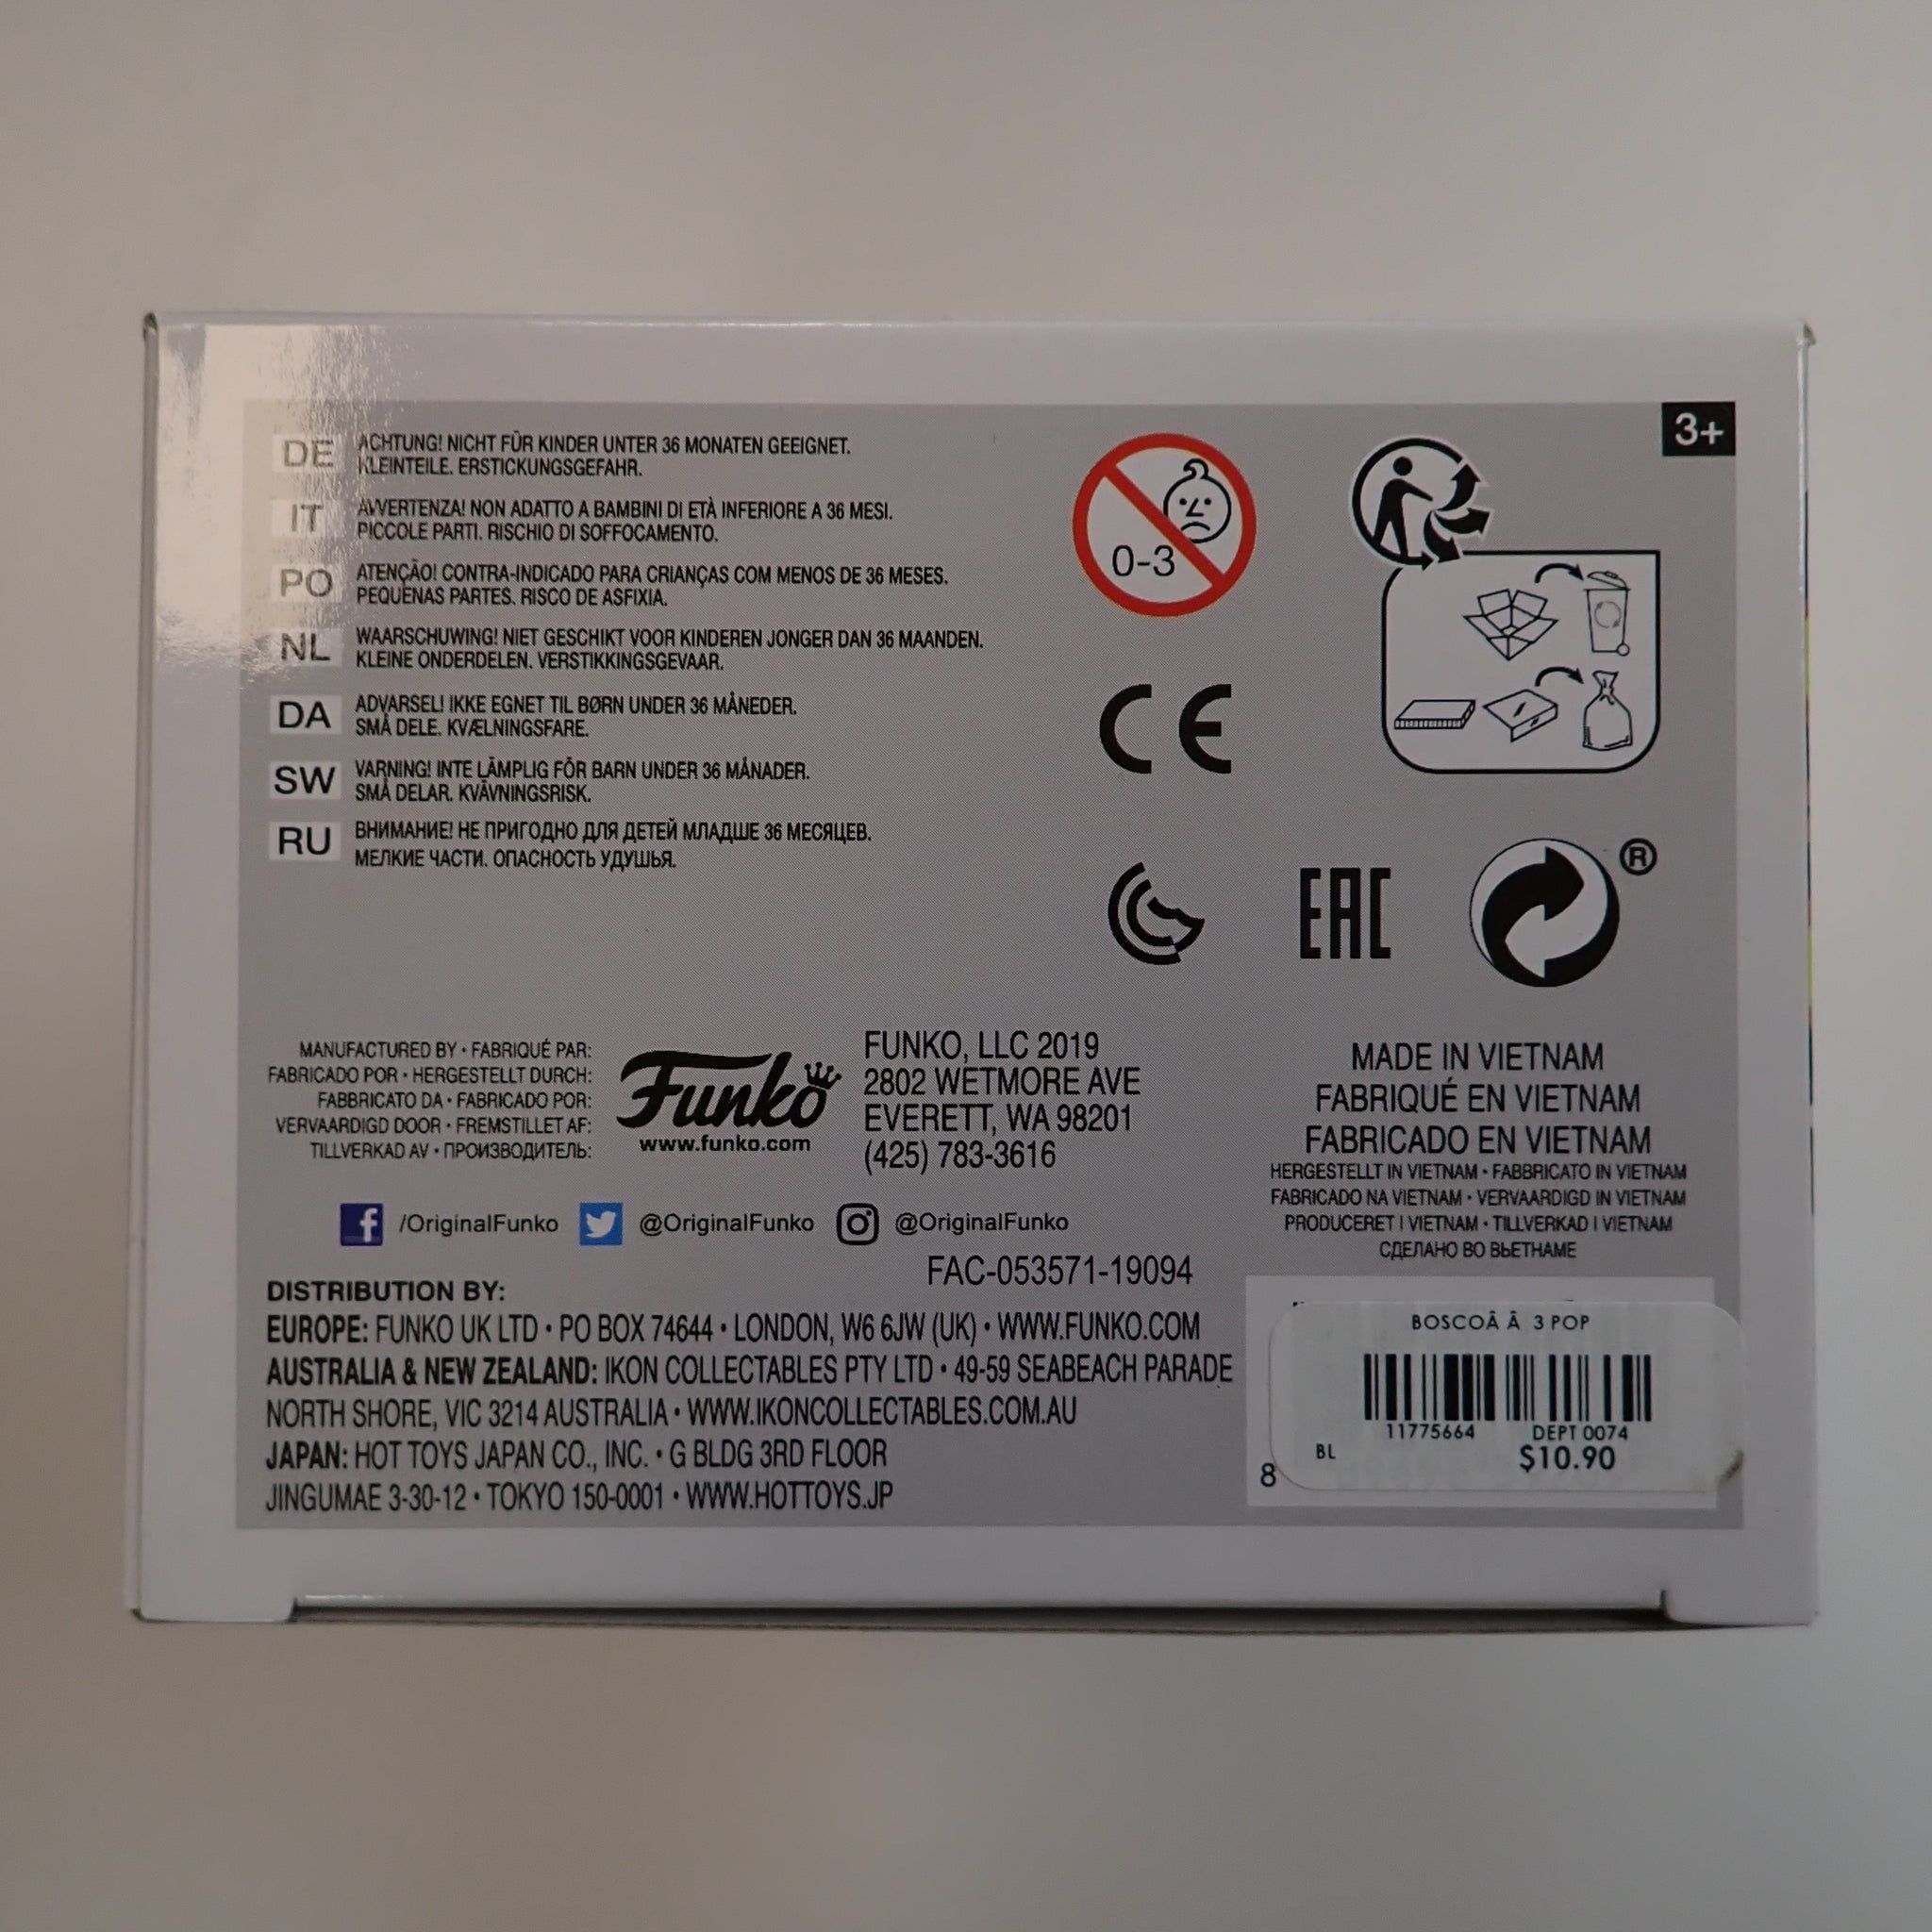 3+
DE
ACHTUNG! NICHT FÜR KINDER UNTER 36 MONATEN GEEIGNET.
KLEINTEILE. ERSTICKUNGSGEFAHR.
IT
AVVERTENZA! NON ADATTO A BAMBINI DI ETÀ INFERIORE A 36 MESI.
PICCOLE PARTI. RISCHIO DI SOFFOCAMENTO.
PO
ATENÇÃO! CONTRA-INDICADO PARA CRIANÇAS COM MENOS DE 36 MESES.
PEQUENAS PARTES. RISCO DE ASFIXIA.
NL
WAARSCHUWING! NIET GESCHIKT VOOR KINDEREN JONGER DAN 36 MAANDEN.
KLEINE ONDERDELEN. VERSTIKKINGSGEVAAR.
DA
ADVARSEL! IKKE EGNET TIL BØRN UNDER 36 MÅNEDER.
SMÅ DELE. KVÆLNINGSFARE.
SW
VARNING! INTE LÄMPLIG FÖR BARN UNDER 36 MÅNADER.
SMÅ DELAR. KVÄVNINGSRISK.
RU
ВНИМАНИЕ! НЕ ПРИГОДНО ДЛЯ ДЕТЕЙ МЛАДШЕ 36 МЕСЯЦЕВ.
МЕЛКИЕ ЧАСТИ. ОПАСНОСТЬ УДУШЬЯ.
0-3
CE
EAC
®
MANUFACTURED BY • FABRIQUÉ PAR:
FABRICADO POR • HERGESTELLT DURCH:
FABBRICATO DA • FABRICADO POR:
VERVAARDIGD DOOR • FREMSTILLET AF:
TILLVERKAD AV • ПРОИЗВОДИТЕЛЬ:
Funko
www.funko.com
FUNKO, LLC 2019
2802 WETMORE AVE
EVERETT, WA 98201
(425) 783-3616
MADE IN VIETNAM
FABRIQUÉ EN VIETNAM
FABRICADO EN VIETNAM
HERGESTELLT IN VIETNAM • FABBRICATO IN VIETNAM
FABRICADO NA VIETNAM • VERVAARDIGD IN VIETNAM
PRODUCERET I VIETNAM • TILLVERKAD I VIETNAM
СДЕЛАНО ВО ВЬЕТНАМЕ
/OriginalFunko @OriginalFunko @OriginalFunko
FAC-053571-19094
DISTRIBUTION BY:
EUROPE: FUNKO UK LTD • PO BOX 74644 • LONDON, W6 6JW (UK) • WWW.FUNKO.COM
AUSTRALIA & NEW ZEALAND: IKON COLLECTABLES PTY LTD • 49-59 SEABEACH PARADE
NORTH SHORE, VIC 3214 AUSTRALIA • WWW.IKONCOLLECTABLES.COM.AU
JAPAN: HOT TOYS JAPAN CO., INC. • G BLDG 3RD FLOOR
JINGUMAE 3-30-12 • TOKYO 150-0001 • WWW.HOTTOYS.JP
BOSCOÂ Â 3 POP
11775664 DEPT 0074
BL $10.90
8